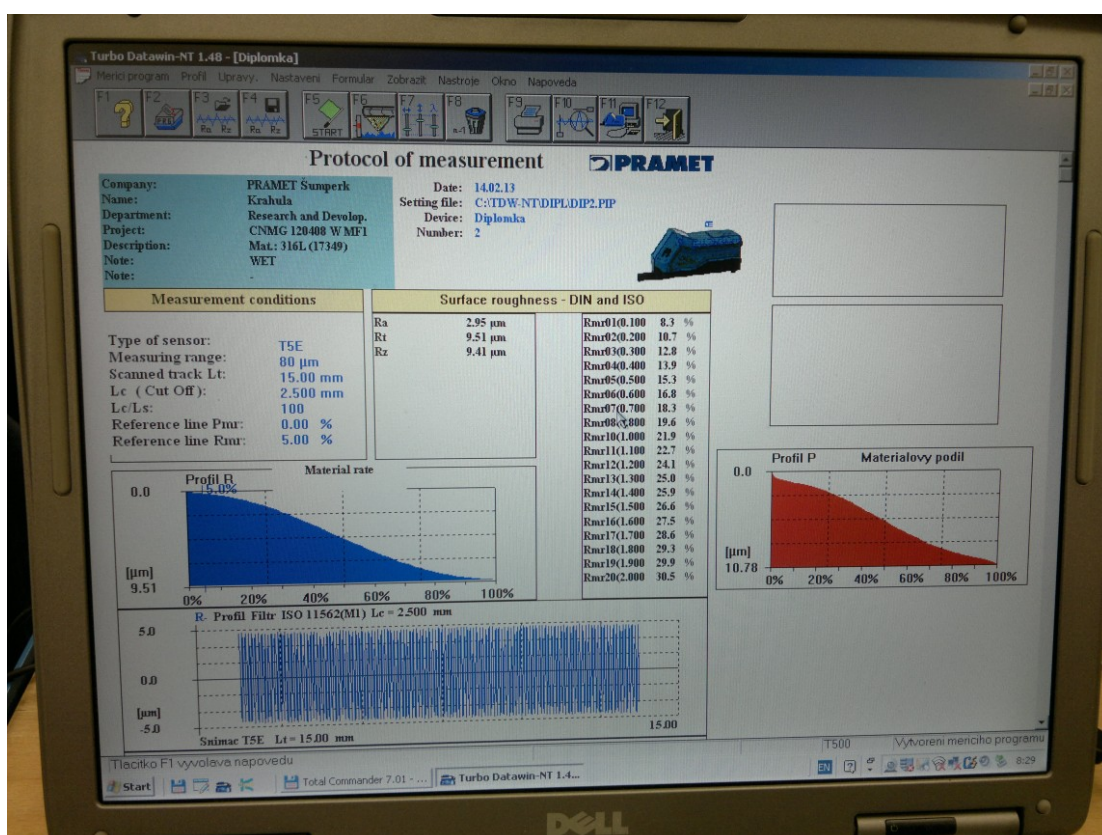 Turbo Datawin-NT 1.48 - [Diplomka]
Merici program Profil Upravy. Nastaveni Formular Zobrazit Nastroje Okno Napoveda
F1 F2 F3 F4 F5 F6 F7 F8 F9 F10 F11 F12
Ra Rz Ra Rz START
Protocol of measurement PRAMET
Company: PRAMET Šumperk
Name: Krahula
Department: Research and Devolop.
Project: CNMG 120408 W MF1
Description: Mat.: 316L (17349)
Note: WET
Note: -
Date: 14.02.13
Setting file: C:\TDW-NT\DIPL\DIP2.PIP
Device: Diplomka
Number: 2
Measurement conditions
Type of sensor: T5E
Measuring range: 80 µm
Scanned track Lt: 15.00 mm
Lc ( Cut Off ): 2.500 mm
Lc/Ls: 100
Reference line Pmr: 0.00 %
Reference line Rmr: 5.00 %
Surface roughness - DIN and ISO
Ra 2.95 µm
Rt 9.51 µm
Rz 9.41 µm
Rmr01(0.100 8.3 %
Rmr02(0.200 10.7 %
Rmr03(0.300 12.8 %
Rmr04(0.400 13.9 %
Rmr05(0.500 15.3 %
Rmr06(0.600 16.8 %
Rmr07(0.700 18.3 %
Rmr08(0.800 19.6 %
Rmr10(1.000 21.9 %
Rmr11(1.100 22.7 %
Rmr12(1.200 24.1 %
Rmr13(1.300 25.0 %
Rmr14(1.400 25.9 %
Rmr15(1.500 26.6 %
Rmr16(1.600 27.5 %
Rmr17(1.700 28.6 %
Rmr18(1.800 29.3 %
Rmr19(1.900 29.9 %
Rmr20(2.000 30.5 %
Profil R Material rate
0.0 5.0%
[µm]
9.51
0% 20% 40% 60% 80% 100%
Profil P Materialovy podil
0.0
[µm]
10.78
0% 20% 40% 60% 80% 100%
R- Profil Filtr ISO 11562(M1) Lc = 2.500 mm
5.0
0.0
[µm]
-5.0
15.00
Snimac T5E Lt = 15.00 mm
Tlacitko F1 vyvolava napovedu T500 Vytvoreni mericiho programu
Start Total Commander 7.01 - ... Turbo Datawin-NT 1.4... EN 8:29
DELL